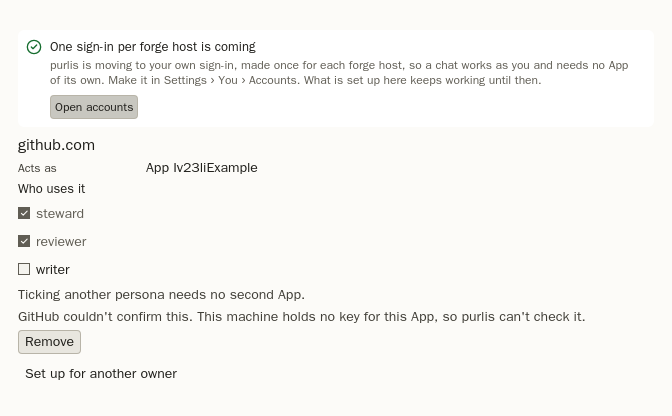 One sign-in per forge host is coming
purlis is moving to your own sign-in, made once for each forge host, so a chat works as you and needs no App
of its own. Make it in Settings › You › Accounts. What is set up here keeps working until then.
Open accounts
github.com
Acts as App Iv23liExample
Who uses it
steward
reviewer
writer
Ticking another persona needs no second App.
GitHub couldn't confirm this. This machine holds no key for this App, so purlis can't check it.
Remove
Set up for another owner